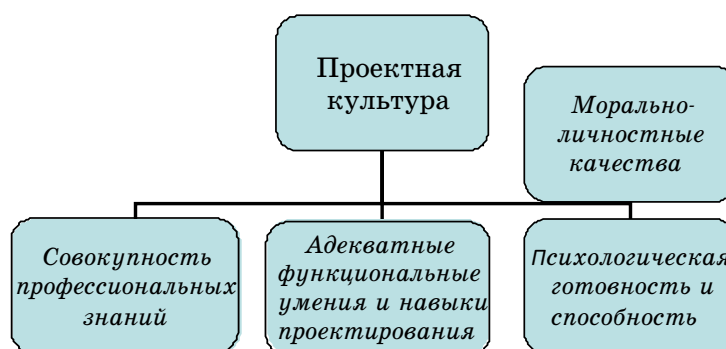 Проектная
культура
Морально-
личностные
качества
Совокупность
профессиональных
знаний
Адекватные
функциональные
умения и навыки
проектирования
Психологическая
готовность и
способность